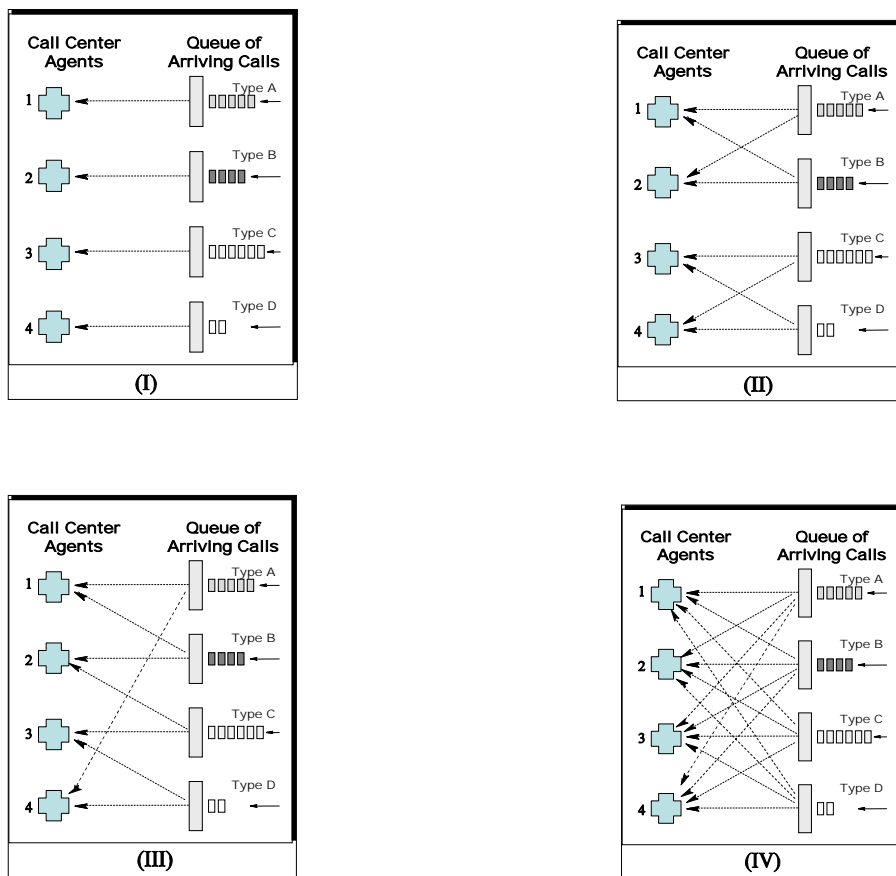 Call Center Agents
Queue of Arriving Calls
Type A
1
Type B
2
Type C
3
Type D
4
(I)
Call Center Agents
Queue of Arriving Calls
Type A
1
Type B
2
Type C
3
Type D
4
(II)
Call Center Agents
Queue of Arriving Calls
Type A
1
Type B
2
Type C
3
Type D
4
(III)
Call Center Agents
Queue of Arriving Calls
Type A
1
Type B
2
Type C
3
Type D
4
(IV)